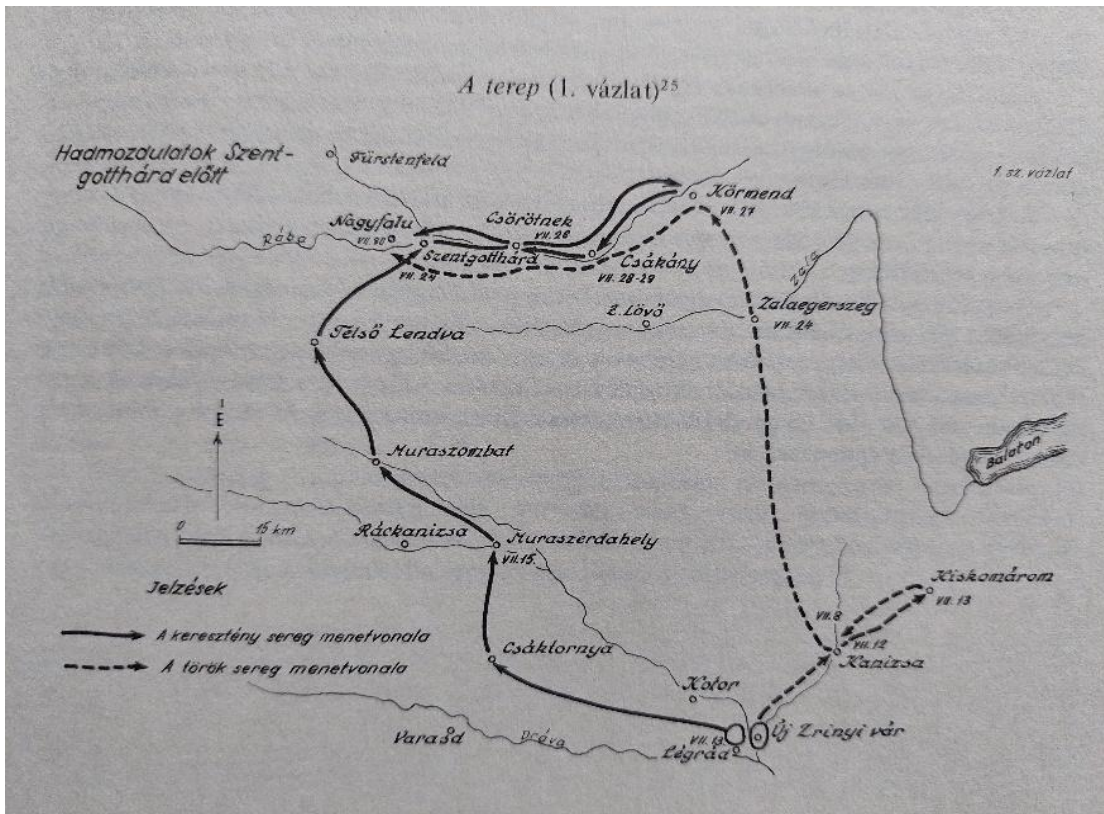 A terep (1. vázlat)²⁵
Hadmozdulatok Szent-
gotthárd előtt
1. sz. vázlat
Fürstenfeld
Körmend
VII. 27
Nagyfalu
VII. 30
Csörötnek
VII. 26
Rába
Szentgotthárd
VII. 24
Csákány
VII. 28-29
Zala
Z. Lövő
Zalaegerszeg
VII. 24
Felső Lendva
É
Muraszombat
Balaton
0 15 km
Ráckanizsa
Muraszerdahely
VII. 15.
Kiskomárom
VII. 13
Jelzések
VII. 8
VII. 12
Kanizsa
A keresztény sereg menetvonala
A török sereg menetvonala
Csáktornya
Kotor
Varasd
Dráva
VII. 13
Légrád
Új Zrinyi vár